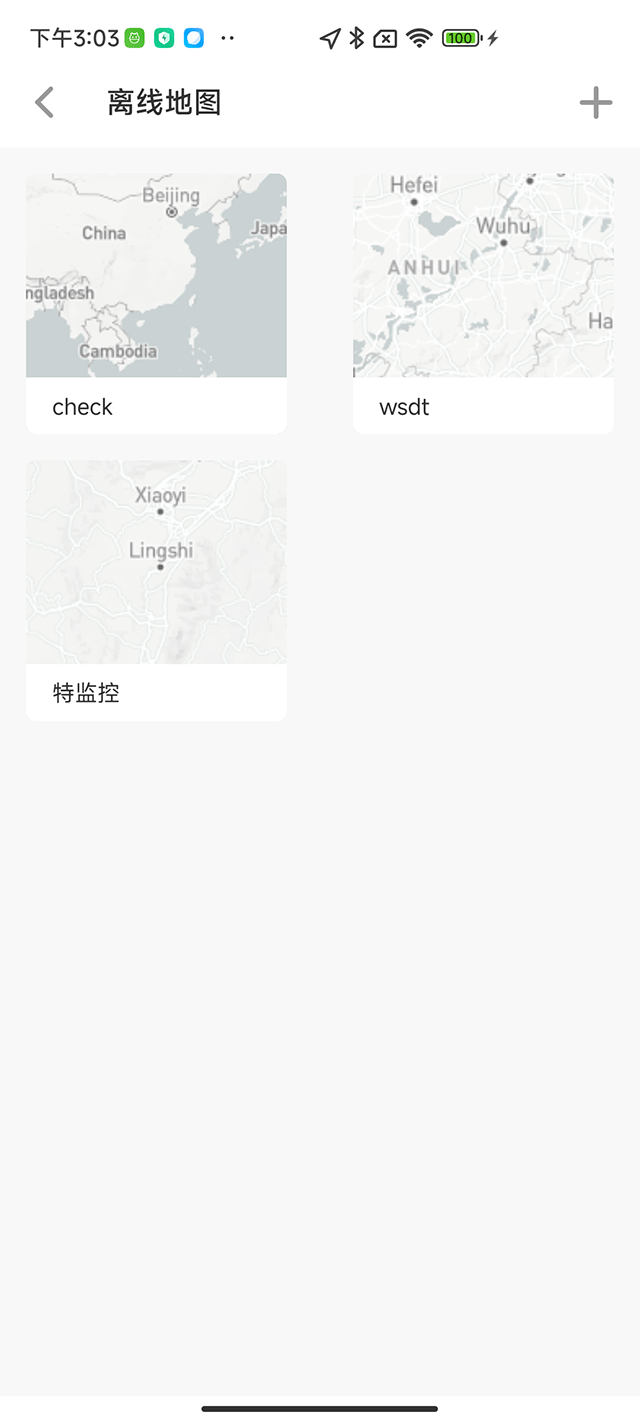 下午3:03
100
离线地图
Beijing
China
Japa
ngladesh
Cambodia
check
Hefei
Wuhu
ANHUI
Ha
wsdt
Xiaoyi
Lingshi
特监控